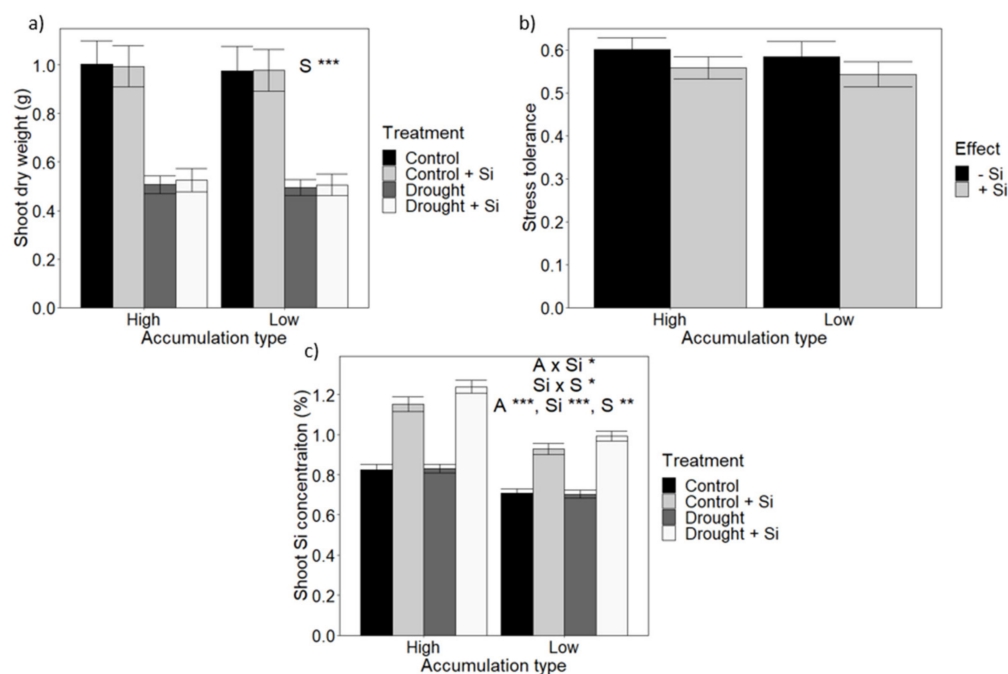 a)
S ***
Shoot dry weight (g)
1.0
0.8
0.6
0.4
0.2
0.0
High
Low
Accumulation type
Treatment
Control
Control + Si
Drought
Drought + Si
b)
Stress tolerance
0.6
0.5
0.4
0.3
0.2
0.1
0.0
High
Low
Accumulation type
Effect
- Si
+ Si
c)
A x Si *
Si x S *
A ***, Si ***, S **
Shoot Si concentraiton (%)
1.2
1.0
0.8
0.6
0.4
0.2
0.0
High
Low
Accumulation type
Treatment
Control
Control + Si
Drought
Drought + Si